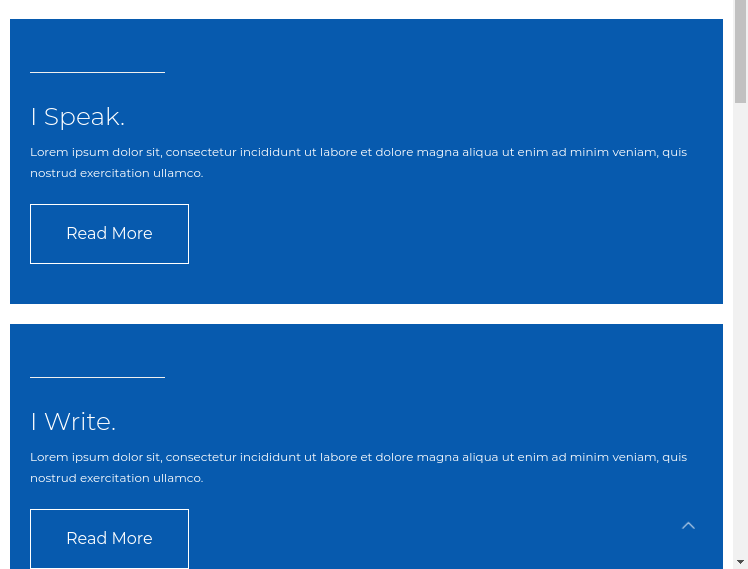 I Speak.
Lorem ipsum dolor sit, consectetur incididunt ut labore et dolore magna aliqua ut enim ad minim veniam, quis
nostrud exercitation ullamco.
Read More
I Write.
Lorem ipsum dolor sit, consectetur incididunt ut labore et dolore magna aliqua ut enim ad minim veniam, quis
nostrud exercitation ullamco.
Read More